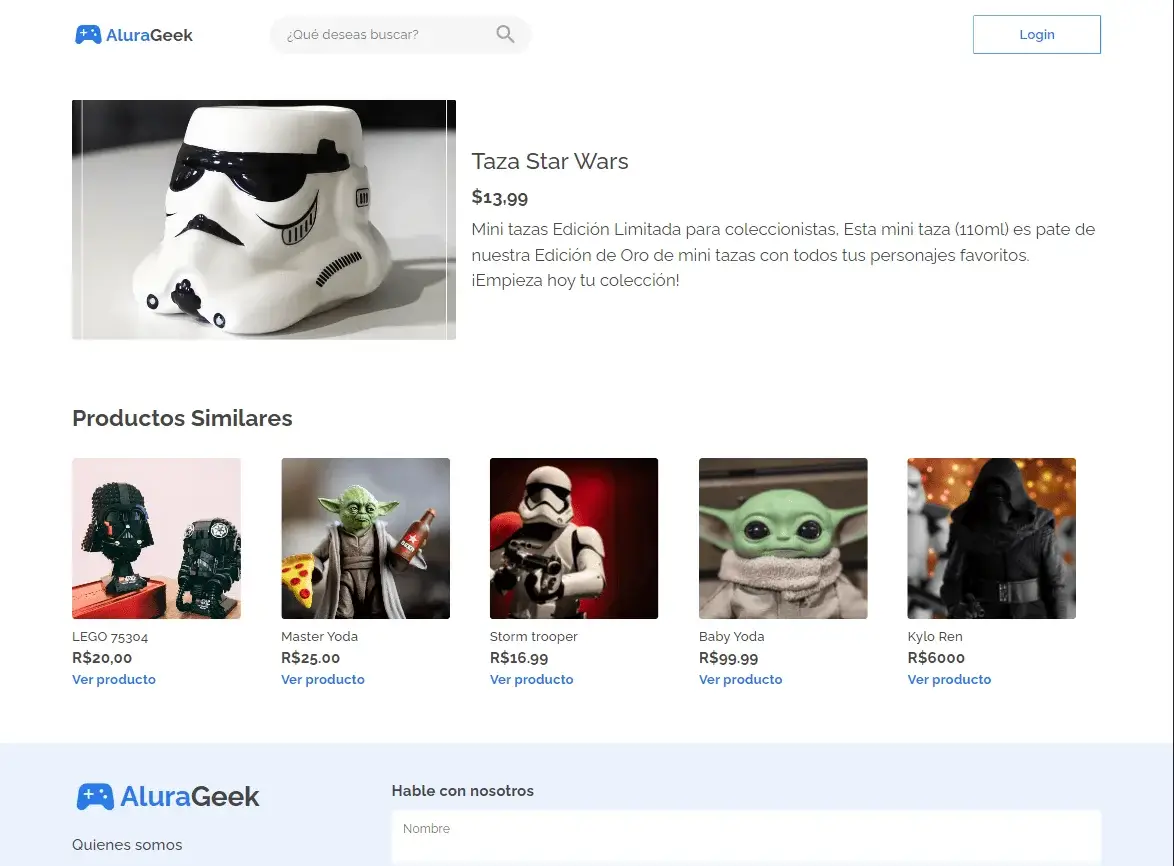 AluraGeek
¿Qué deseas buscar?
Login
Taza Star Wars
$13,99
Mini tazas Edición Limitada para coleccionistas, Esta mini taza (110ml) es pate de
nuestra Edición de Oro de mini tazas con todos tus personajes favoritos.
¡Empieza hoy tu colección!
Productos Similares
LEGO 75304
R$20,00
Ver producto
Master Yoda
R$25.00
Ver producto
Storm trooper
R$16.99
Ver producto
Baby Yoda
R$99.99
Ver producto
Kylo Ren
R$6000
Ver producto
AluraGeek
Quienes somos
Hable con nosotros
Nombre